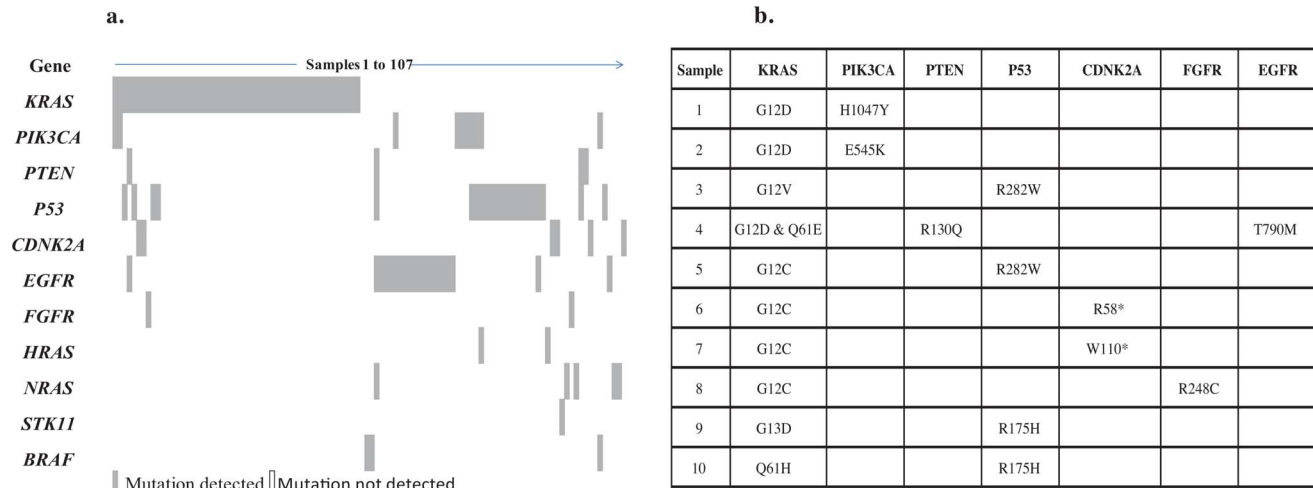 a.
Gene
Samples 1 to 107
KRAS
PIK3CA
PTEN
P53
CDNK2A
EGFR
FGFR
HRAS
NRAS
STK11
BRAF
Mutation detected Mutation not detected
b.
Sample KRAS PIK3CA PTEN P53 CDNK2A FGFR EGFR
1 G12D H1047Y
2 G12D E545K
3 G12V R282W
4 G12D & Q61E R130Q T790M
5 G12C R282W
6 G12C R58*
7 G12C W110*
8 G12C R248C
9 G13D R175H
10 Q61H R175H